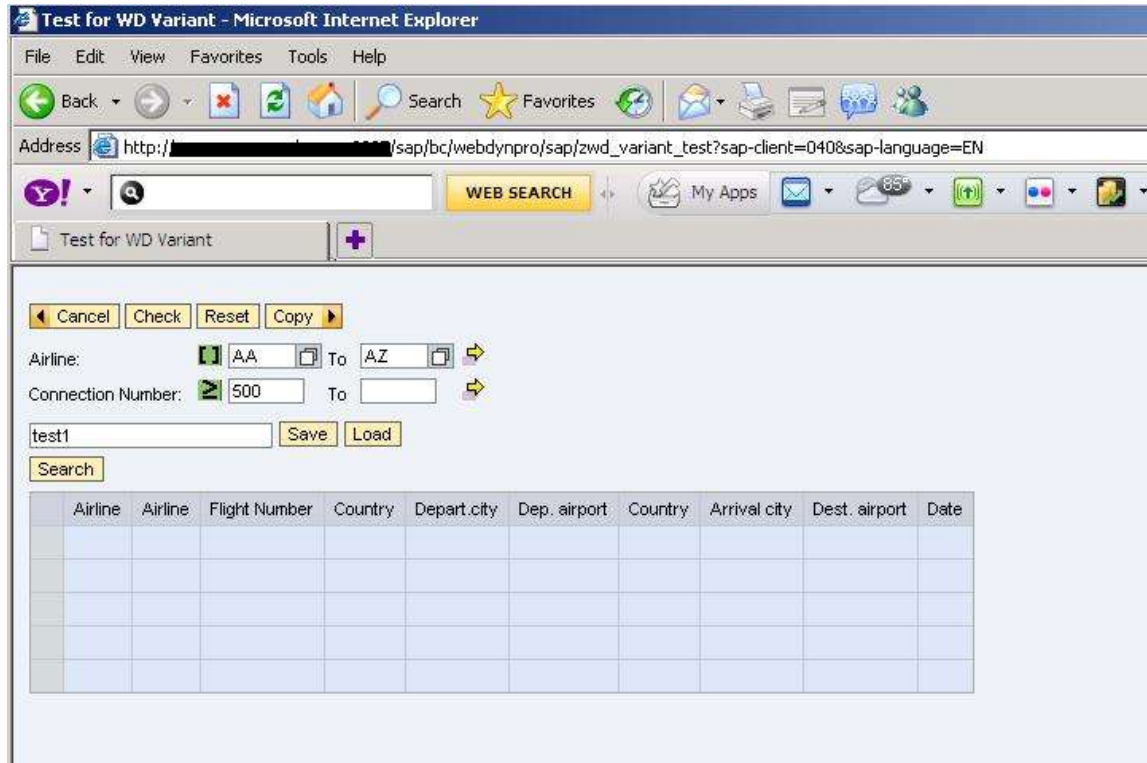 Test for WD Variant - Microsoft Internet Explorer
File Edit View Favorites Tools Help
Back Search Favorites
Address http:// /sap/bc/webdynpro/sap/zwd_variant_test?sap-client=040&sap-language=EN
Y! WEB SEARCH My Apps 85°
Test for WD Variant
Cancel Check Reset Copy
Airline: AA To AZ
Connection Number: 500 To
test1 Save Load
Search
Airline Airline Flight Number Country Depart.city Dep. airport Country Arrival city Dest. airport Date